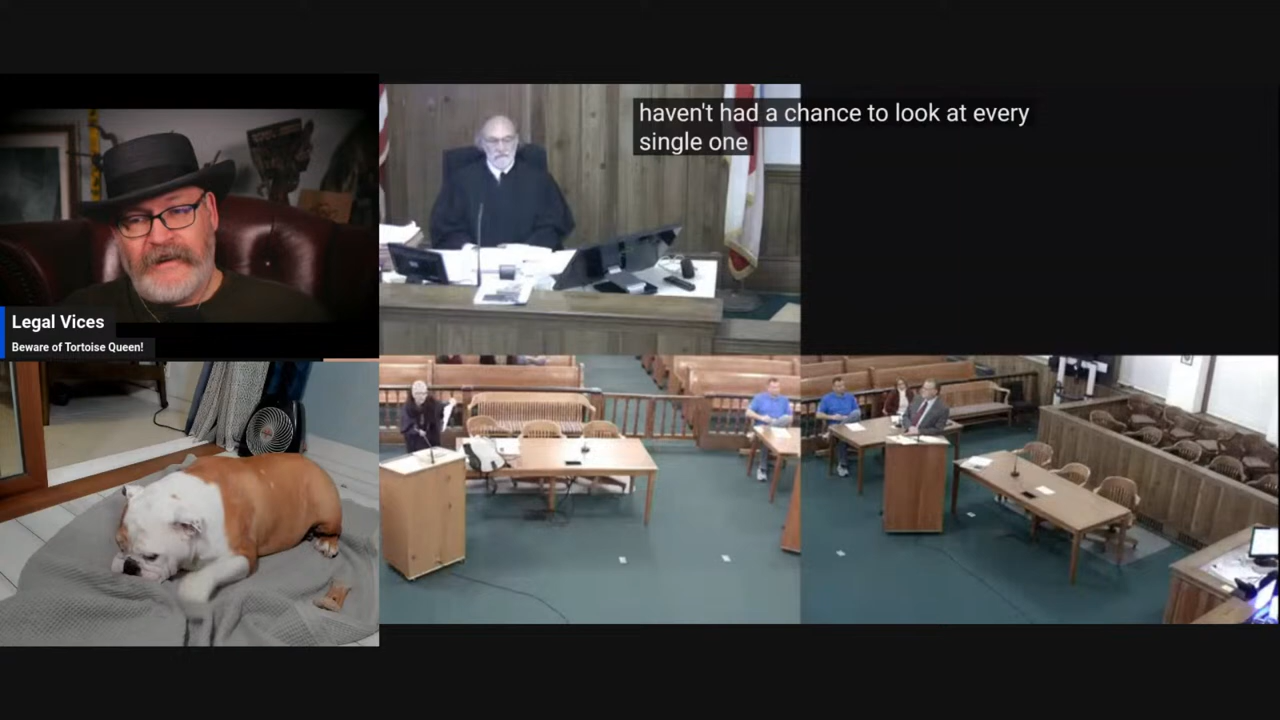 haven't had a chance to look at every
single one
Legal Vices
Beware of Tortoise Queen!